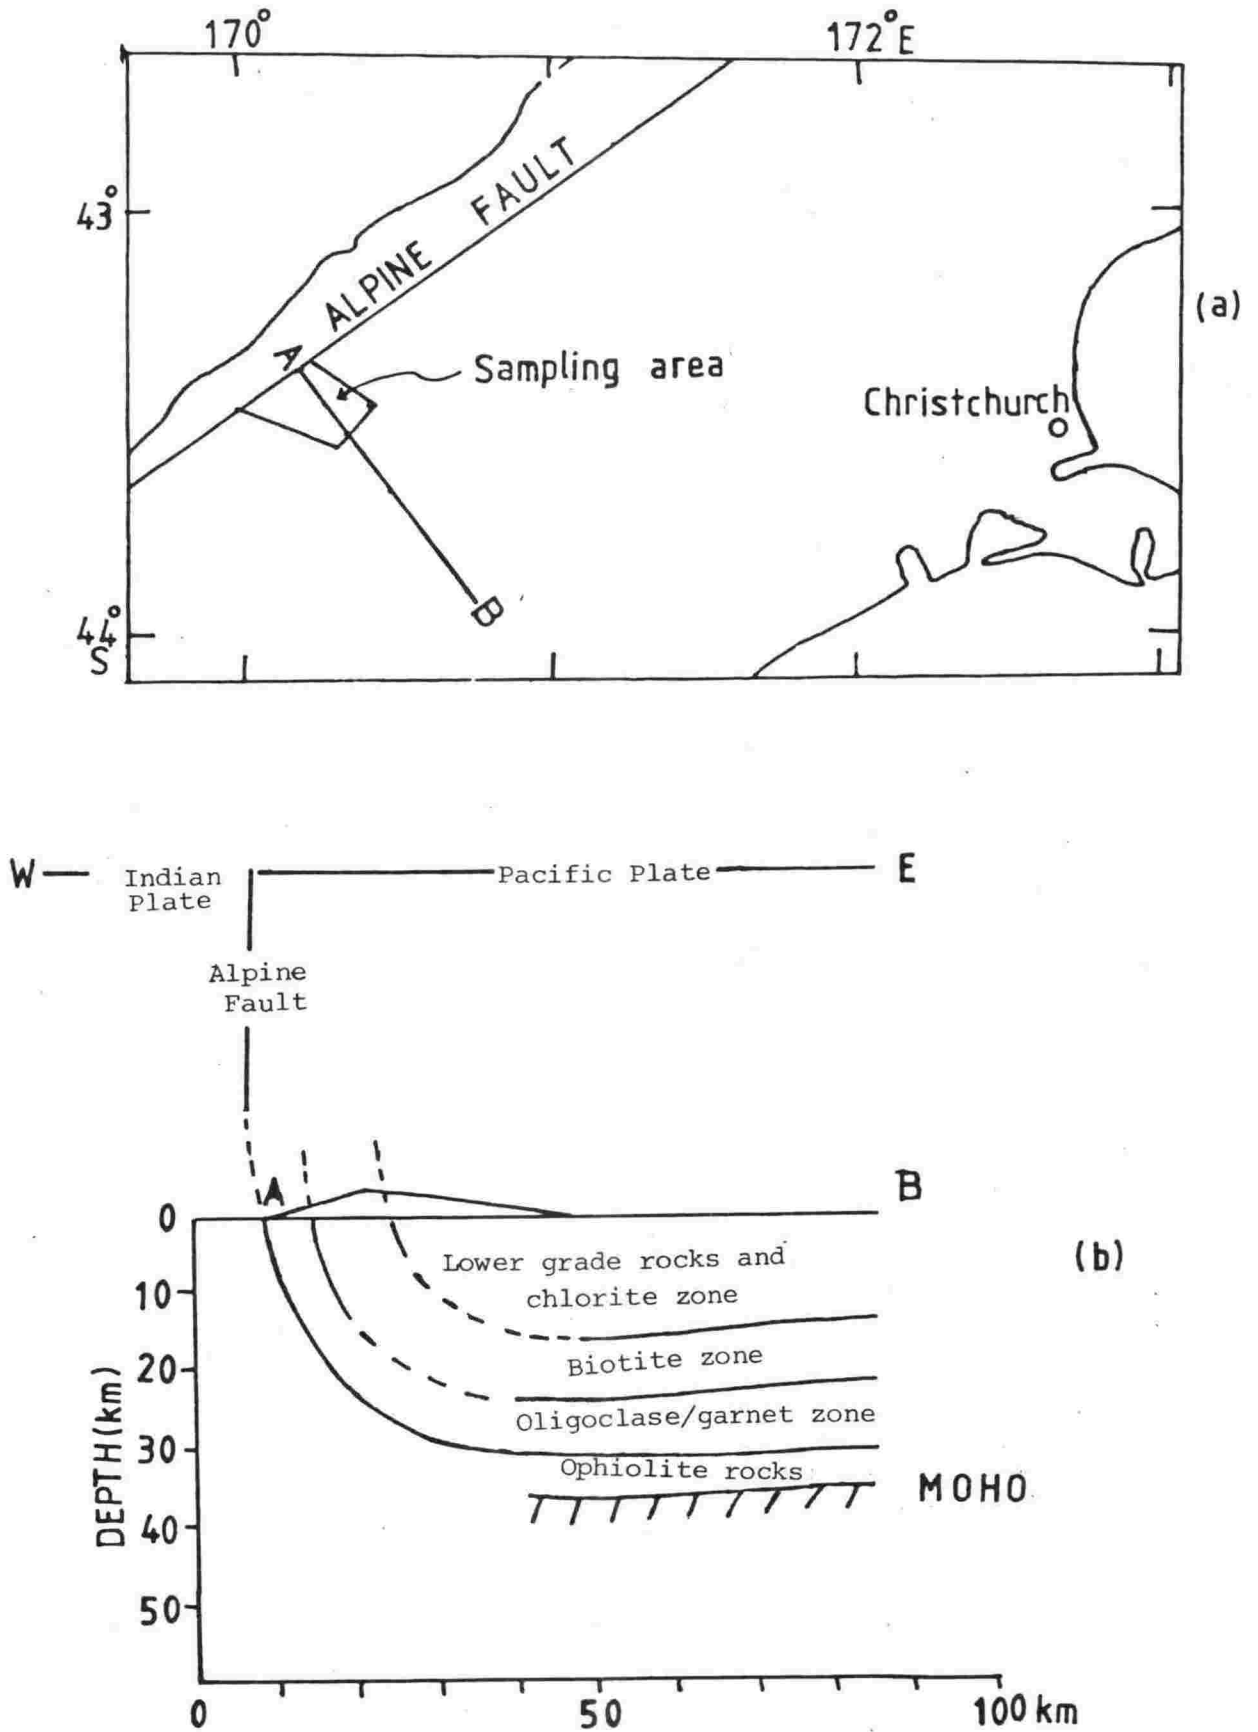 170°
172°E
43°
ALPINE FAULT
(a)
A
Sampling area
Christchurch
B
44°
S
W
Indian
Plate
Pacific Plate
E
Alpine
Fault
A
B
0
Lower grade rocks and
chlorite zone
(b)
10
Biotite zone
20
Oligoclase/garnet zone
30
Ophiolite rocks
MOHO
40
50
DEPTH(km)
0
50
100 km